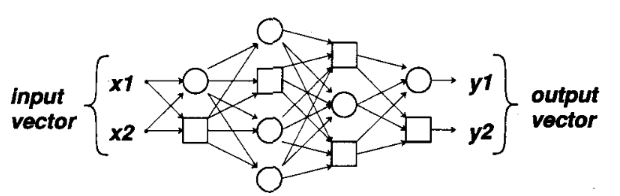 input
vector
x1
x2
y1
y2
output
vector